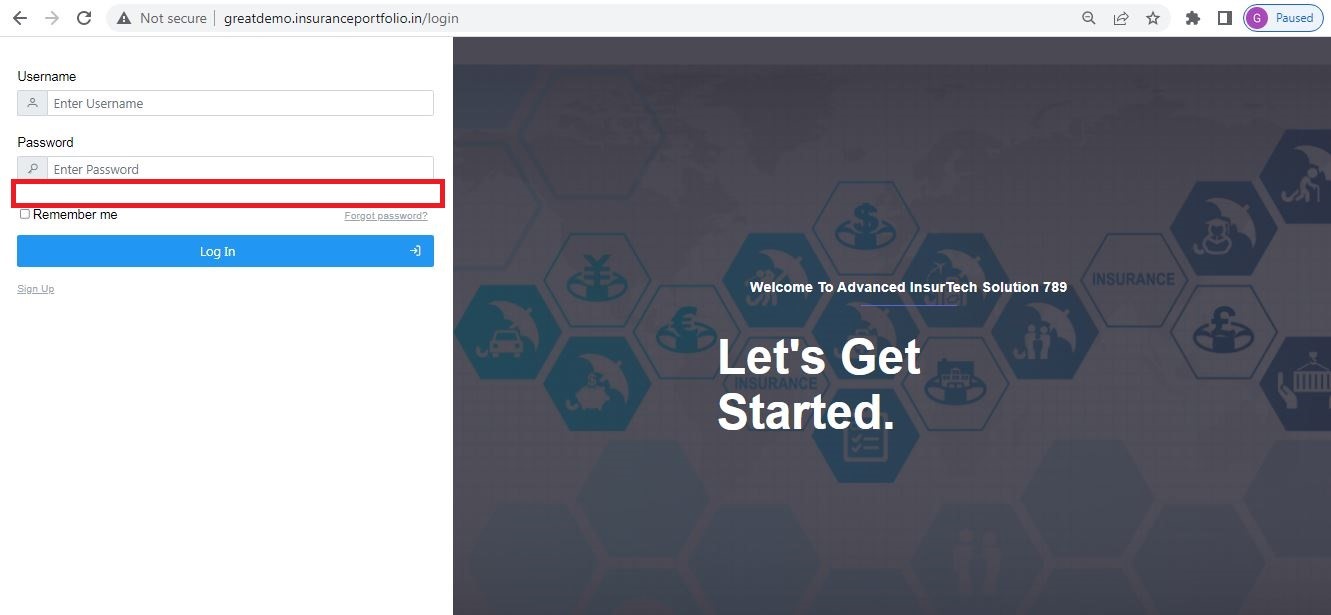 Not secure
greatdemo.insuranceportfolio.in/login
G Paused
Username
Enter Username
Password
Enter Password
Remember me
Forgot password?
Log In
Sign Up
INSURANCE
Welcome To Advanced InsurTech Solution 789
Let's Get
Started.
INSURANCE